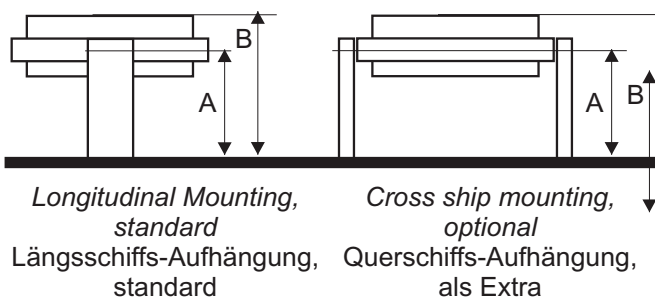 B
A
A
B
Longitudinal Mounting,
standard
Längsschiffs-Aufhängung,
standard
Cross ship mounting,
optional
Querschiffs-Aufhängung,
als Extra